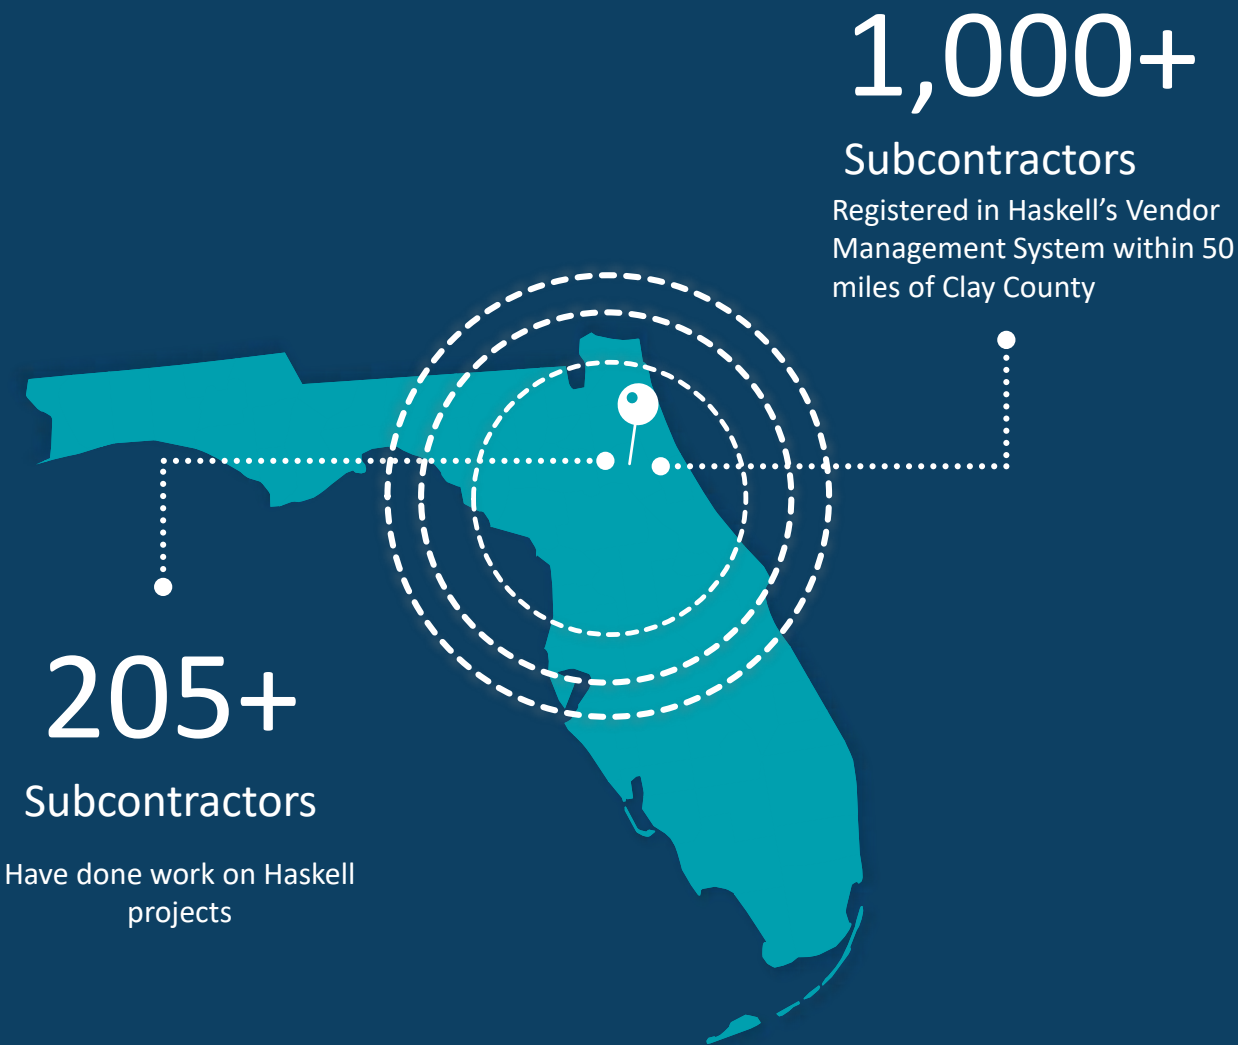 1,000+
Subcontractors
Registered in Haskell’s Vendor
Management System within 50
miles of Clay County
205+
Subcontractors
Have done work on Haskell
projects